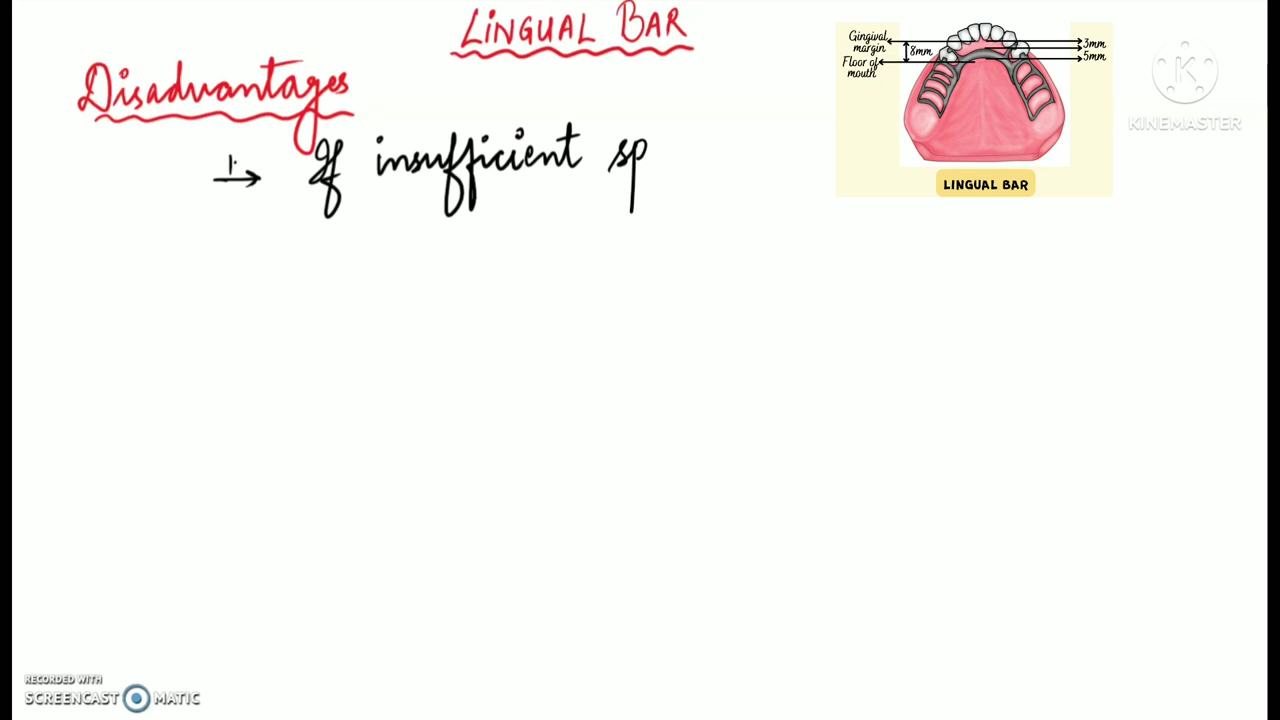 LINGUAL BAR
Disadvantages
1. → If insufficient sp
Gingival margin
Floor of mouth
8mm
3mm
5mm
LINGUAL BAR
KINEMASTER
RECORDED WITH
SCREENCAST MATIC